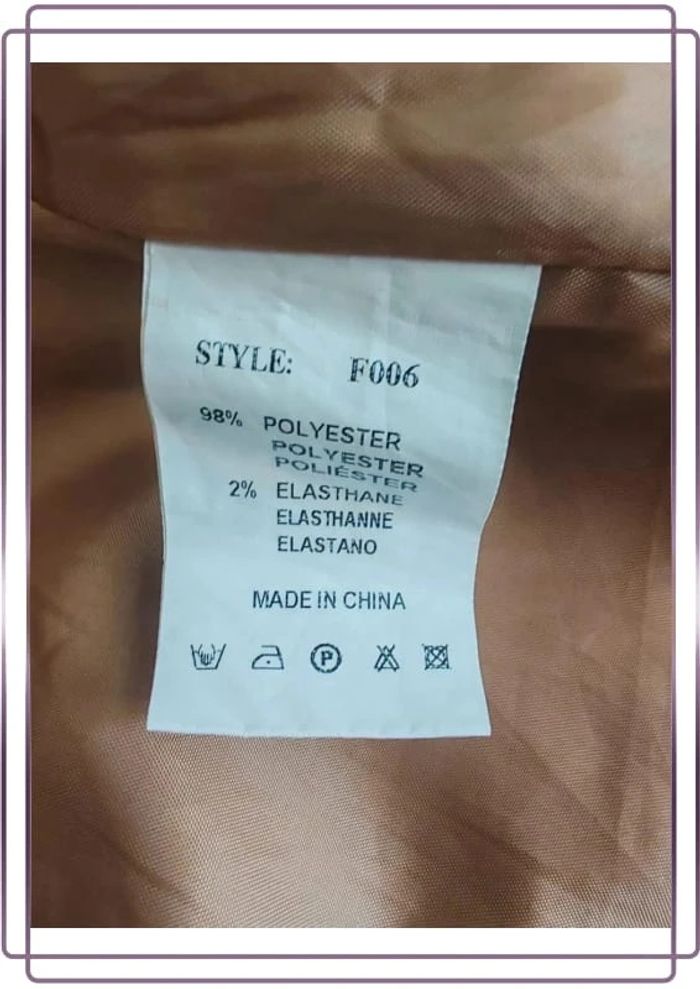 STYLE: F006
98% POLYESTER
POLYESTER
POLIÉSTER
2% ELASTHANE
ELASTHANNE
ELASTANO
MADE IN CHINA
P